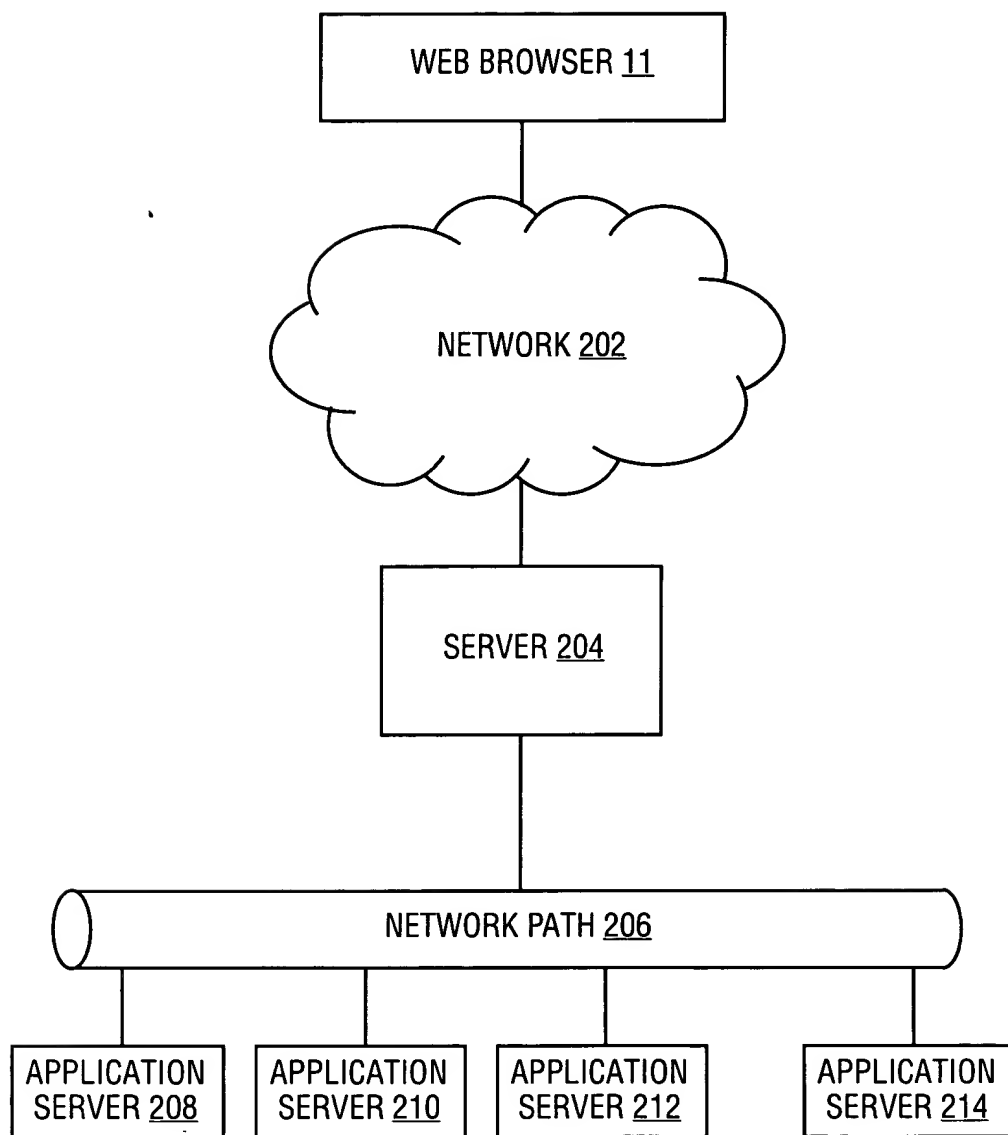 WEB BROWSER 11
NETWORK 202
SERVER 204
NETWORK PATH 206
APPLICATION
SERVER 208
APPLICATION
SERVER 210
APPLICATION
SERVER 212
APPLICATION
SERVER 214